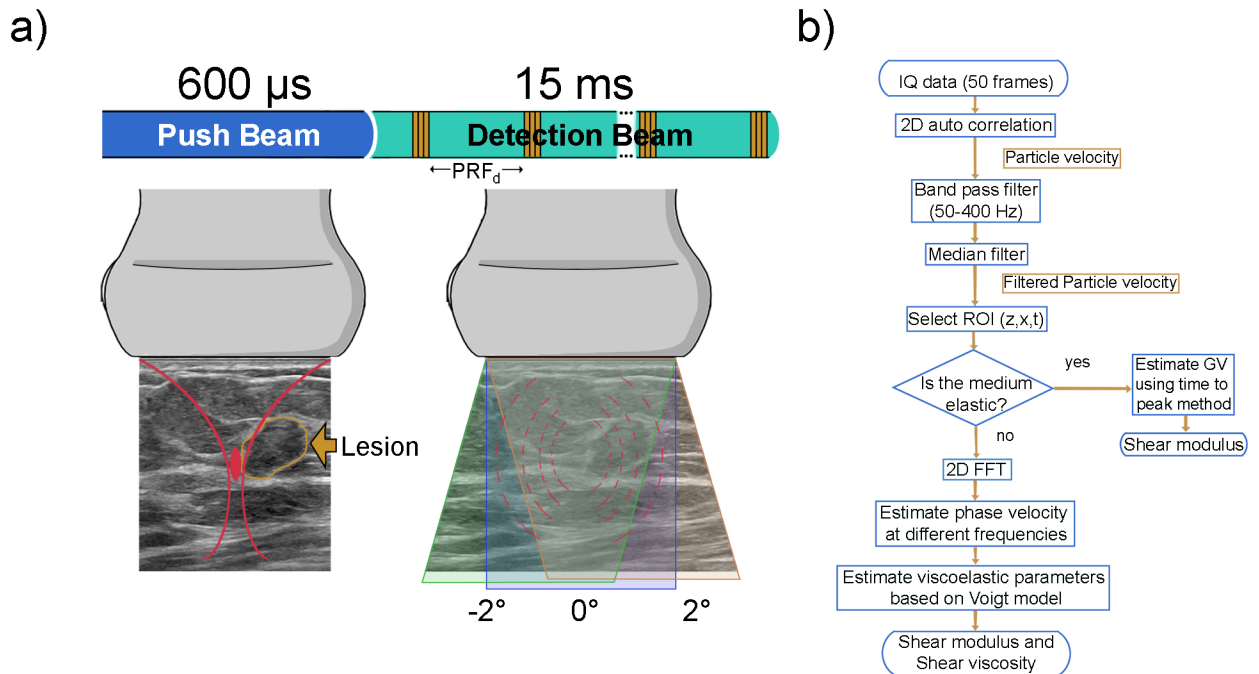 a)
600 µs
15 ms
Push Beam
Detection Beam
...
...
PRFd
Lesion
-2°
0°
2°
b)
IQ data (50 frames)
2D auto correlation
Particle velocity
Band pass filter
(50-400 Hz)
Median filter
Filtered Particle velocity
Select ROI (z,x,t)
Is the medium
elastic?
yes
Estimate GV
using time to
peak method
Shear modulus
no
2D FFT
Estimate phase velocity
at different frequencies
Estimate viscoelastic parameters
based on Voigt model
Shear modulus and
Shear viscosity